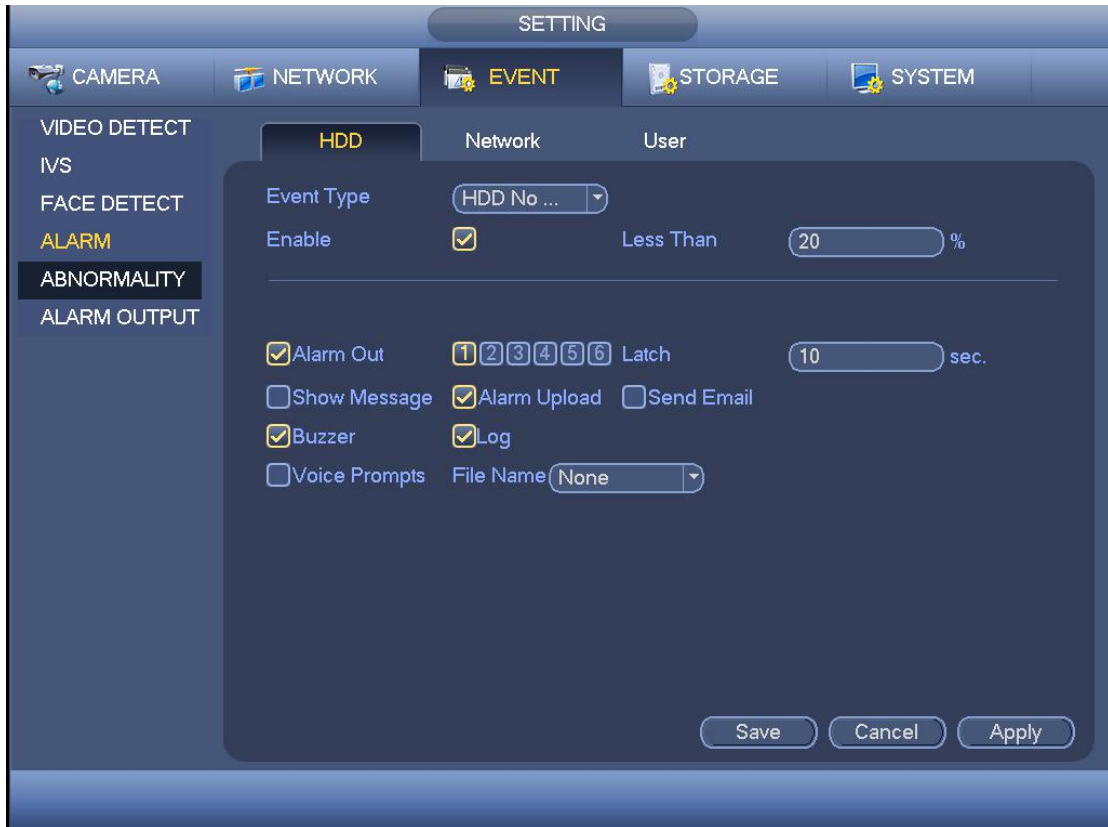 SETTING
CAMERA NETWORK EVENT STORAGE SYSTEM
VIDEO DETECT
IVS
FACE DETECT
ALARM
ABNORMALITY
ALARM OUTPUT
HDD Network User
Event Type HDD No ...
Enable Less Than 20 %
Alarm Out 1 2 3 4 5 6 Latch 10 sec.
Show Message Alarm Upload Send Email
Buzzer Log
Voice Prompts File Name None
Save Cancel Apply